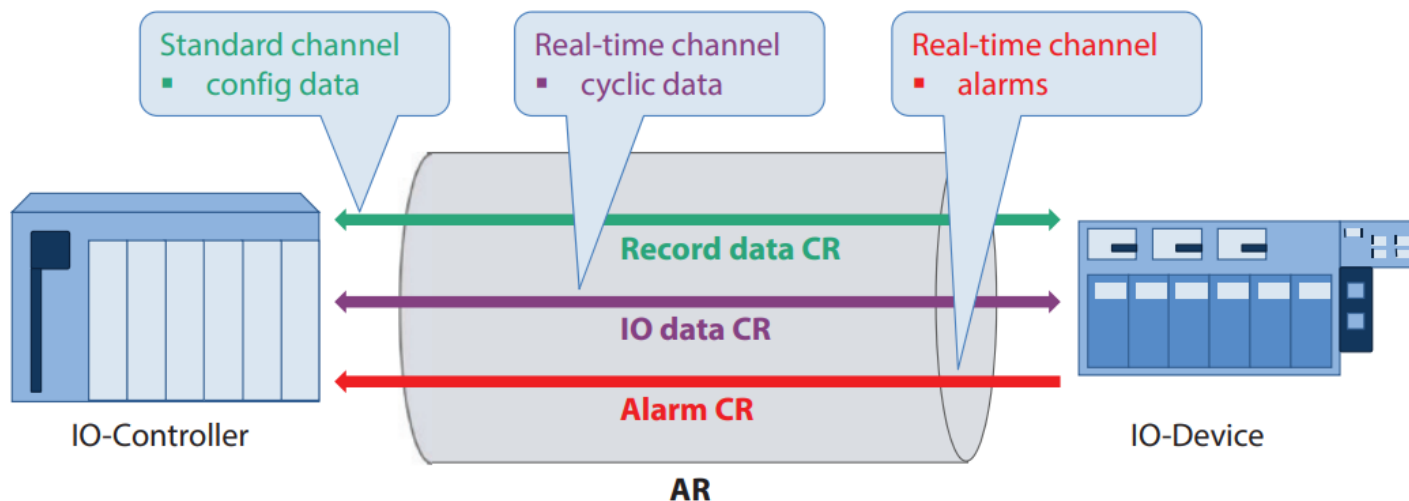 Standard channel
▪ config data
Real-time channel
▪ cyclic data
Real-time channel
▪ alarms
Record data CR
IO data CR
Alarm CR
IO-Controller
IO-Device
AR